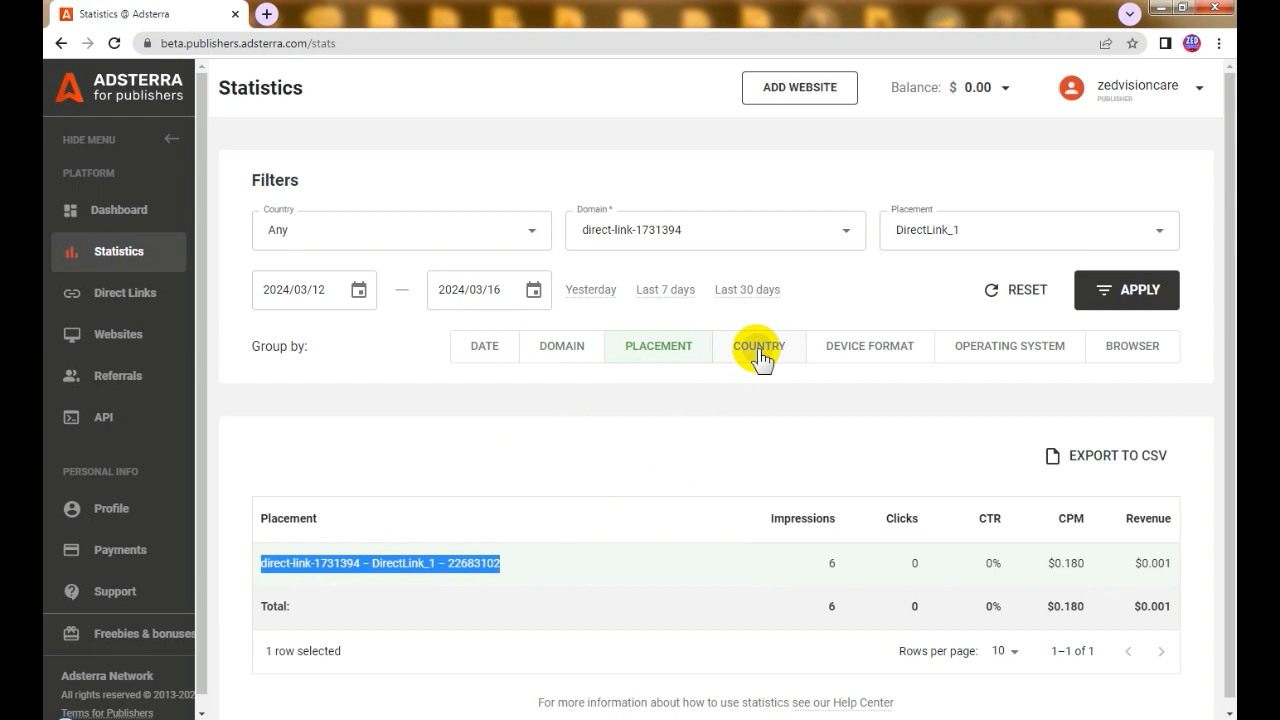 Statistics @ Adsterra
beta.publishers.adsterra.com/stats
ZED
ADSTERRA
for publishers
Statistics
ADD WEBSITE
Balance: $ 0.00
zedvisioncare
PUBLISHER
HIDE MENU
PLATFORM
Dashboard
Statistics
Direct Links
Websites
Referrals
API
PERSONAL INFO
Profile
Payments
Support
Freebies & bonuses
Adsterra Network
All rights reserved © 2013-202
Terms for Publishers
Filters
Country
Any
Domain *
direct-link-1731394
Placement
DirectLink_1
2024/03/12 — 2024/03/16 Yesterday Last 7 days Last 30 days RESET APPLY
Group by: DATE DOMAIN PLACEMENT COUNTRY DEVICE FORMAT OPERATING SYSTEM BROWSER
EXPORT TO CSV
Placement Impressions Clicks CTR CPM Revenue
direct-link-1731394 – DirectLink_1 – 22683102 6 0 0% $0.180 $0.001
Total: 6 0 0% $0.180 $0.001
1 row selected Rows per page: 10 1–1 of 1
For more information about how to use statistics see our Help Center